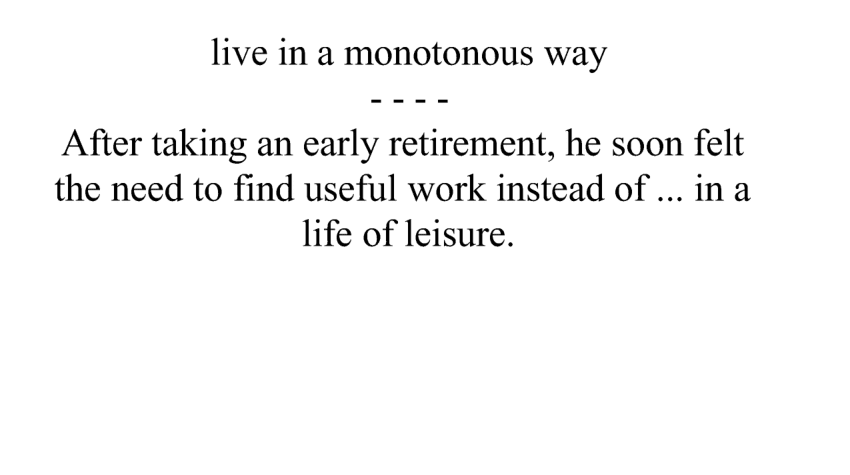 live in a monotonous way
- - - -
After taking an early retirement, he soon felt
the need to find useful work instead of ... in a
life of leisure.